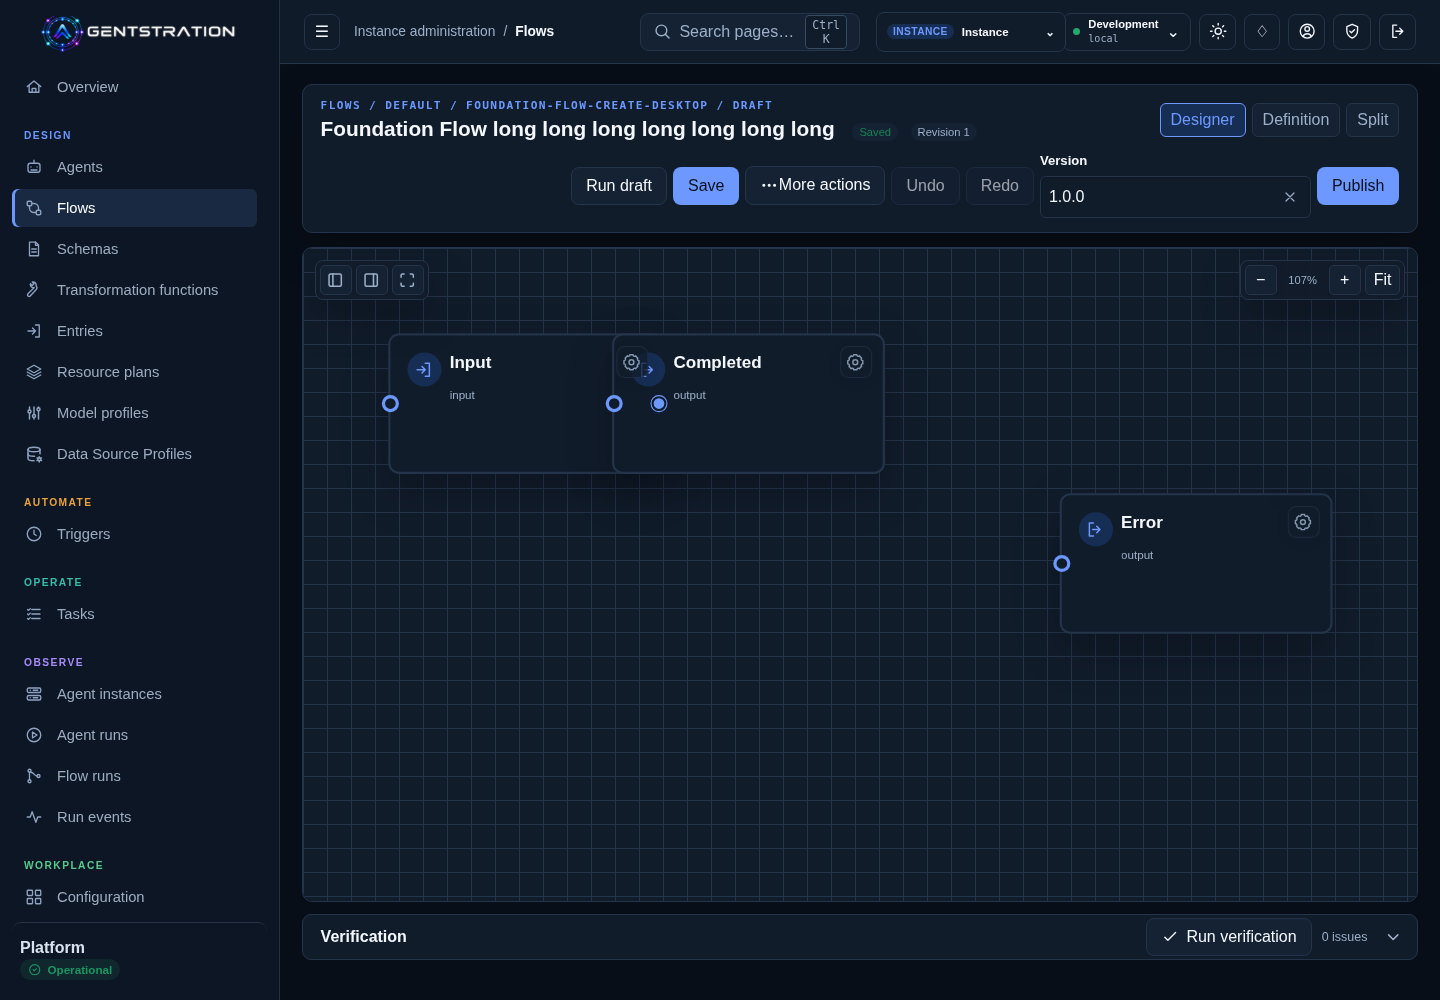 GENTSTRATION
Instance administration / Flows
Search pages…
Ctrl K
INSTANCE Instance
Development
local
Overview
DESIGN
Agents
Flows
Schemas
Transformation functions
Entries
Resource plans
Model profiles
Data Source Profiles
AUTOMATE
Triggers
OPERATE
Tasks
OBSERVE
Agent instances
Agent runs
Flow runs
Run events
WORKPLACE
Configuration
Platform
Operational
FLOWS / DEFAULT / FOUNDATION-FLOW-CREATE-DESKTOP / DRAFT
Foundation Flow long long long long long long long
Saved
Revision 1
Designer
Definition
Split
Run draft
Save
More actions
Undo
Redo
Version
1.0.0
Publish
− 107% + Fit
Input
input
Completed
output
Error
output
Verification
Run verification
0 issues